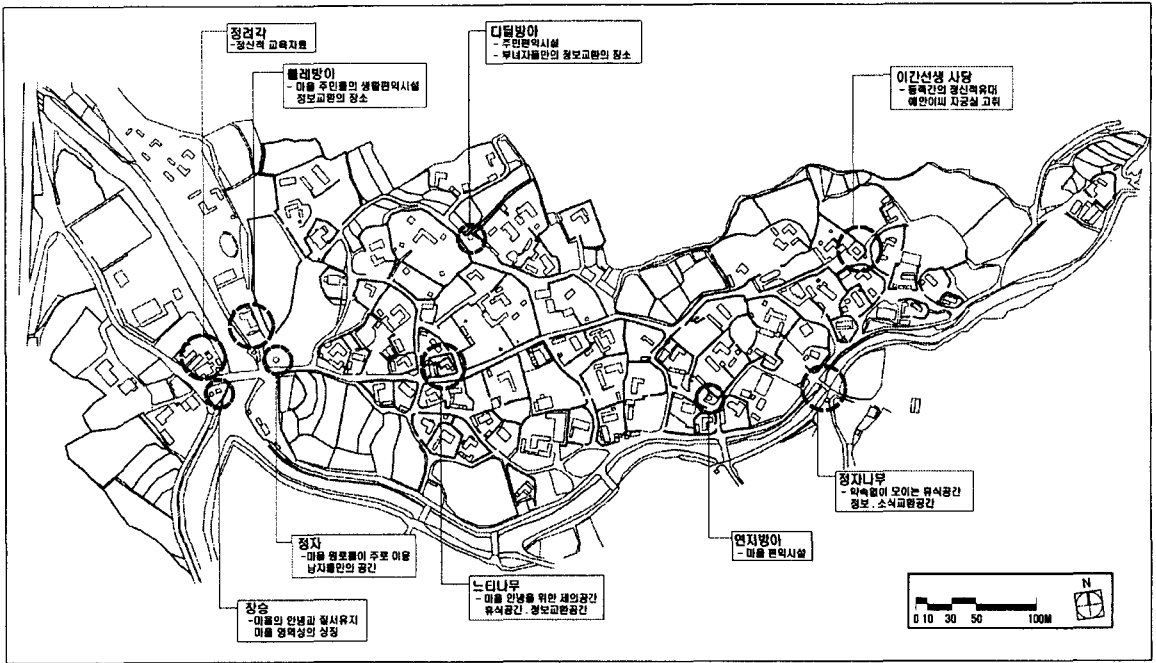 정려각
-정신적 교육자료
디딜방아
- 주민편익시설
- 부녀자들만의 정보교환의 장소
물레방아
- 마을 주민들의 생활편익시설
정보교환의 장소
이간선생 사당
- 동족간의 정신적유대
예안이씨 자긍심 고취
정자나무
- 약속없이 모이는 휴식공간
정보 . 소식교환공간
연자방아
- 마을 편익시설
정자
-마을 원로들이 주로 이용
남자들만의 공간
느티나무
- 마을 안녕을 위한 제의공간
휴식공간 . 정보교환공간
장승
-마을의 안녕과 질서유지
마을 영역성의 상징
N
0 10 30 50 100M